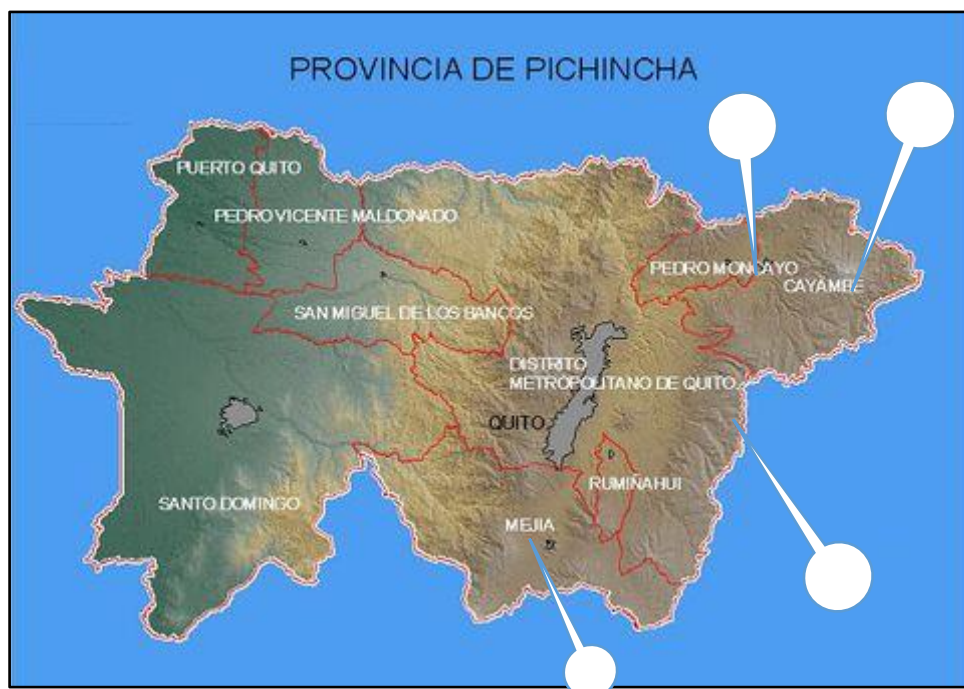 PROVINCIA DE PICHINCHA
PUERTO QUITO
PEDRO VICENTE MALDONADO
PEDRO MONCAYO
CAYAMBE
SAN MIGUEL DE LOS BANCOS
DISTRITO
METROPOLITANO DE QUITO
QUITO
RUMIÑAHUI
SANTO DOMINGO
MEJIA